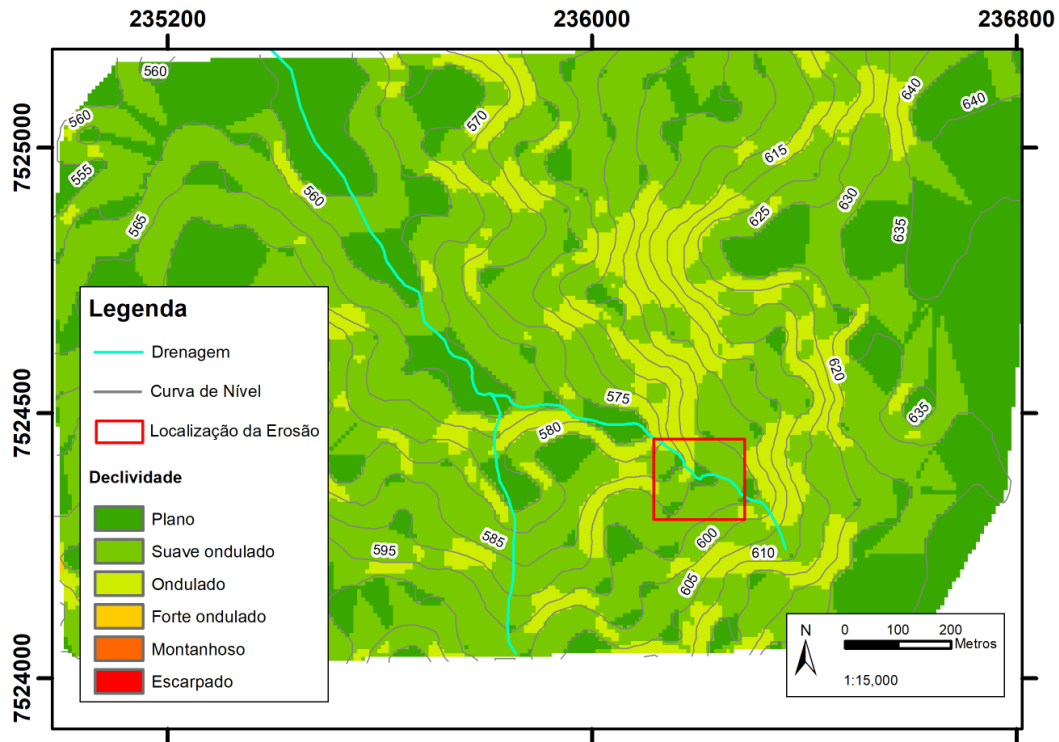 235200
236000
236800
7525000
7524500
7524000
560
560
555
565
560
570
640
640
615
630
625
635
620
635
575
580
585
595
600
610
605
Legenda
Drenagem
Curva de Nível
Localização da Erosão
Declividade
Plano
Suave ondulado
Ondulado
Forte ondulado
Montanhoso
Escarpado
N
0 100 200
Metros
1:15,000